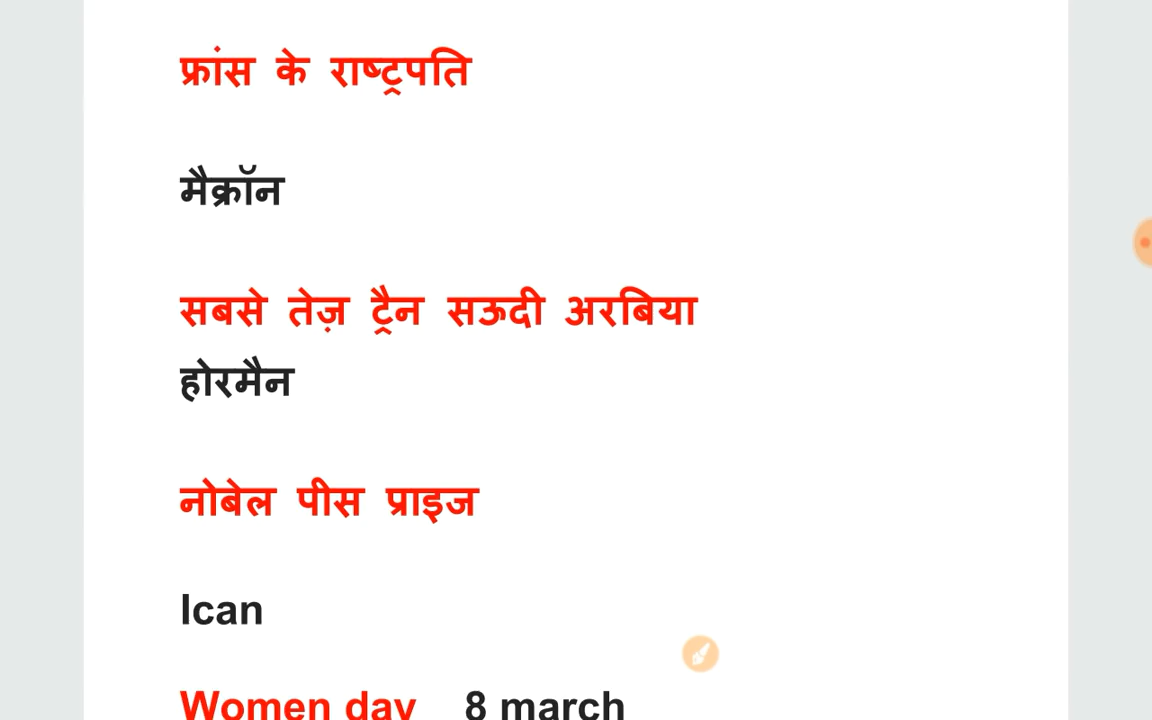 फ्रांस के राष्ट्रपति
मैक्रॉन
सबसे तेज़ ट्रैन सऊदी अरबिया
होरमैन
नोबेल पीस प्राइज
Ican
Women day 8 march